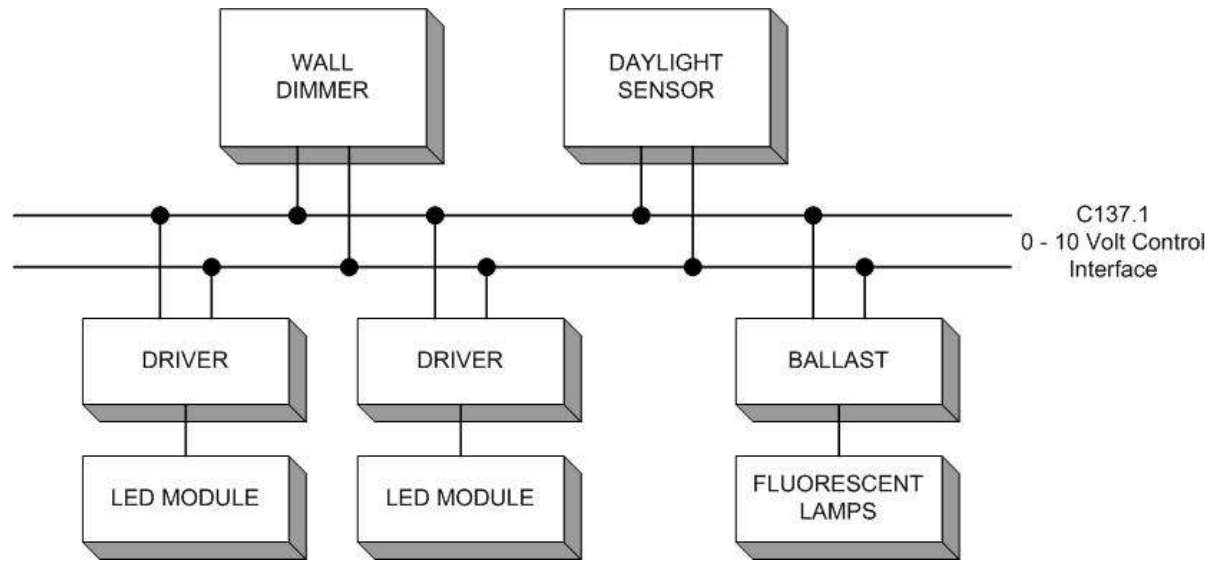 WALL
DIMMER
DAYLIGHT
SENSOR
C137.1
0 - 10 Volt Control
Interface
DRIVER
DRIVER
BALLAST
LED MODULE
LED MODULE
FLUORESCENT
LAMPS